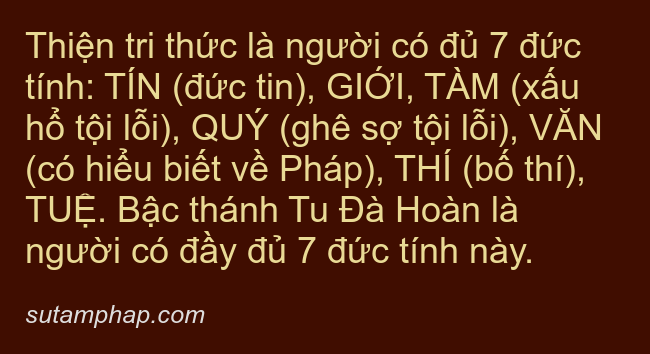 Thiện tri thức là người có đủ 7 đức
tính: TÍN (đức tin), GIỚI, TÀM (xấu
hổ tội lỗi), QUÝ (ghê sợ tội lỗi), VĂN
(có hiểu biết về Pháp), THÍ (bố thí),
TUỆ. Bậc thánh Tu Đà Hoàn là
người có đầy đủ 7 đức tính này.
sutamphap.com